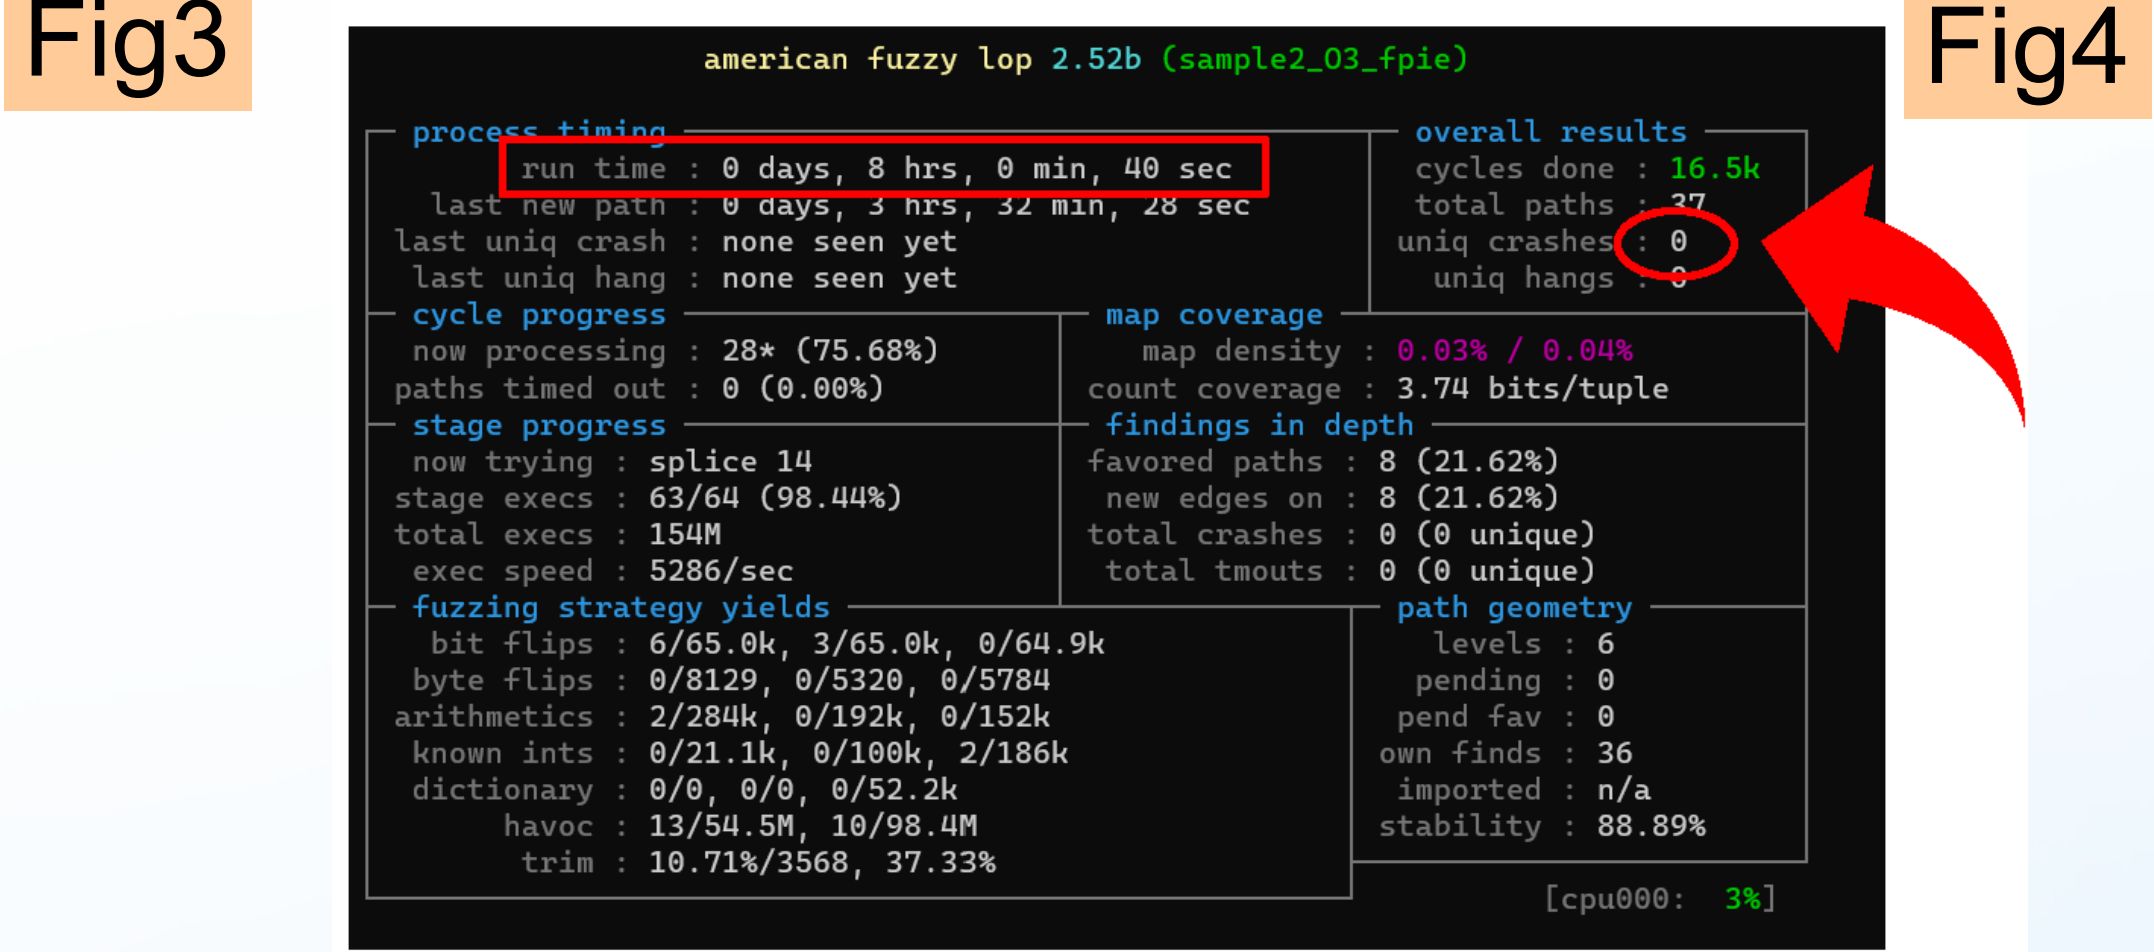 Fig3
Fig4
american fuzzy lop 2.52b (sample2_O3_fpie)
process timing
run time : 0 days, 8 hrs, 0 min, 40 sec
last new path : 0 days, 3 hrs, 32 min, 28 sec
last uniq crash : none seen yet
last uniq hang : none seen yet
overall results
cycles done : 16.5k
total paths : 37
uniq crashes : 0
uniq hangs : 0
cycle progress
now processing : 28* (75.68%)
paths timed out : 0 (0.00%)
map coverage
map density : 0.03% / 0.04%
count coverage : 3.74 bits/tuple
stage progress
now trying : splice 14
stage execs : 63/64 (98.44%)
total execs : 154M
exec speed : 5286/sec
findings in depth
favored paths : 8 (21.62%)
new edges on : 8 (21.62%)
total crashes : 0 (0 unique)
total tmouts : 0 (0 unique)
fuzzing strategy yields
bit flips : 6/65.0k, 3/65.0k, 0/64.9k
byte flips : 0/8129, 0/5320, 0/5784
arithmetics : 2/284k, 0/192k, 0/152k
known ints : 0/21.1k, 0/100k, 2/186k
dictionary : 0/0, 0/0, 0/52.2k
havoc : 13/54.5M, 10/98.4M
trim : 10.71%/3568, 37.33%
path geometry
levels : 6
pending : 0
pend fav : 0
own finds : 36
imported : n/a
stability : 88.89%
[cpu000: 3%]